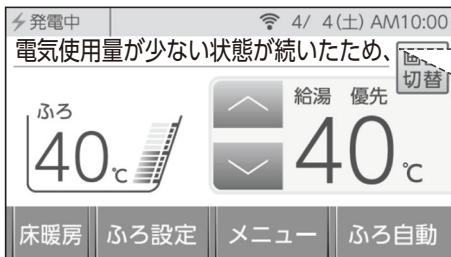 発電中 4/ 4(土) AM10:00
電気使用量が少ない状態が続いたため、
切替
ふろ
40℃
給湯 優先
40℃
床暖房 ふろ設定 メニュー ふろ自動